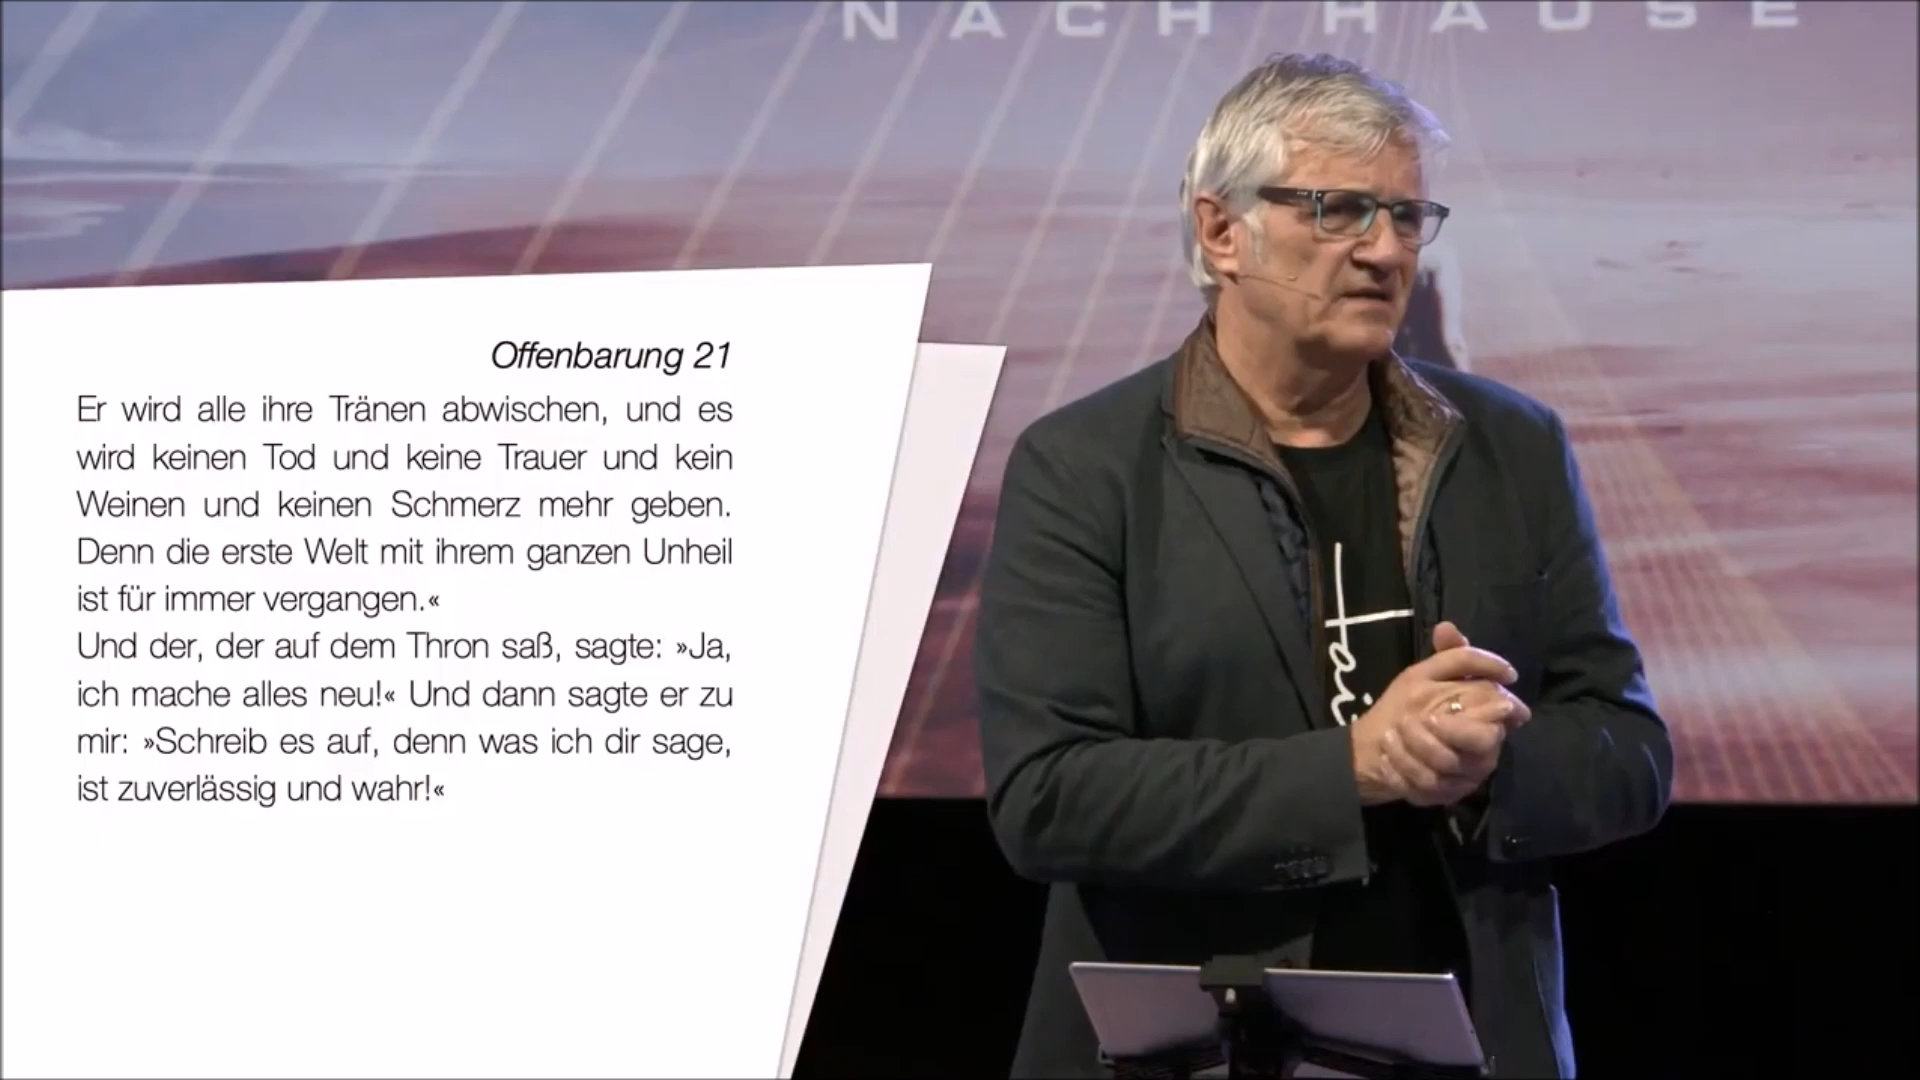 NACH HAUSE
Offenbarung 21
Er wird alle ihre Tränen abwischen, und es
wird keinen Tod und keine Trauer und kein
Weinen und keinen Schmerz mehr geben.
Denn die erste Welt mit ihrem ganzen Unheil
ist für immer vergangen.«
Und der, der auf dem Thron saß, sagte: »Ja,
ich mache alles neu!« Und dann sagte er zu
mir: »Schreib es auf, denn was ich dir sage,
ist zuverlässig und wahr!«